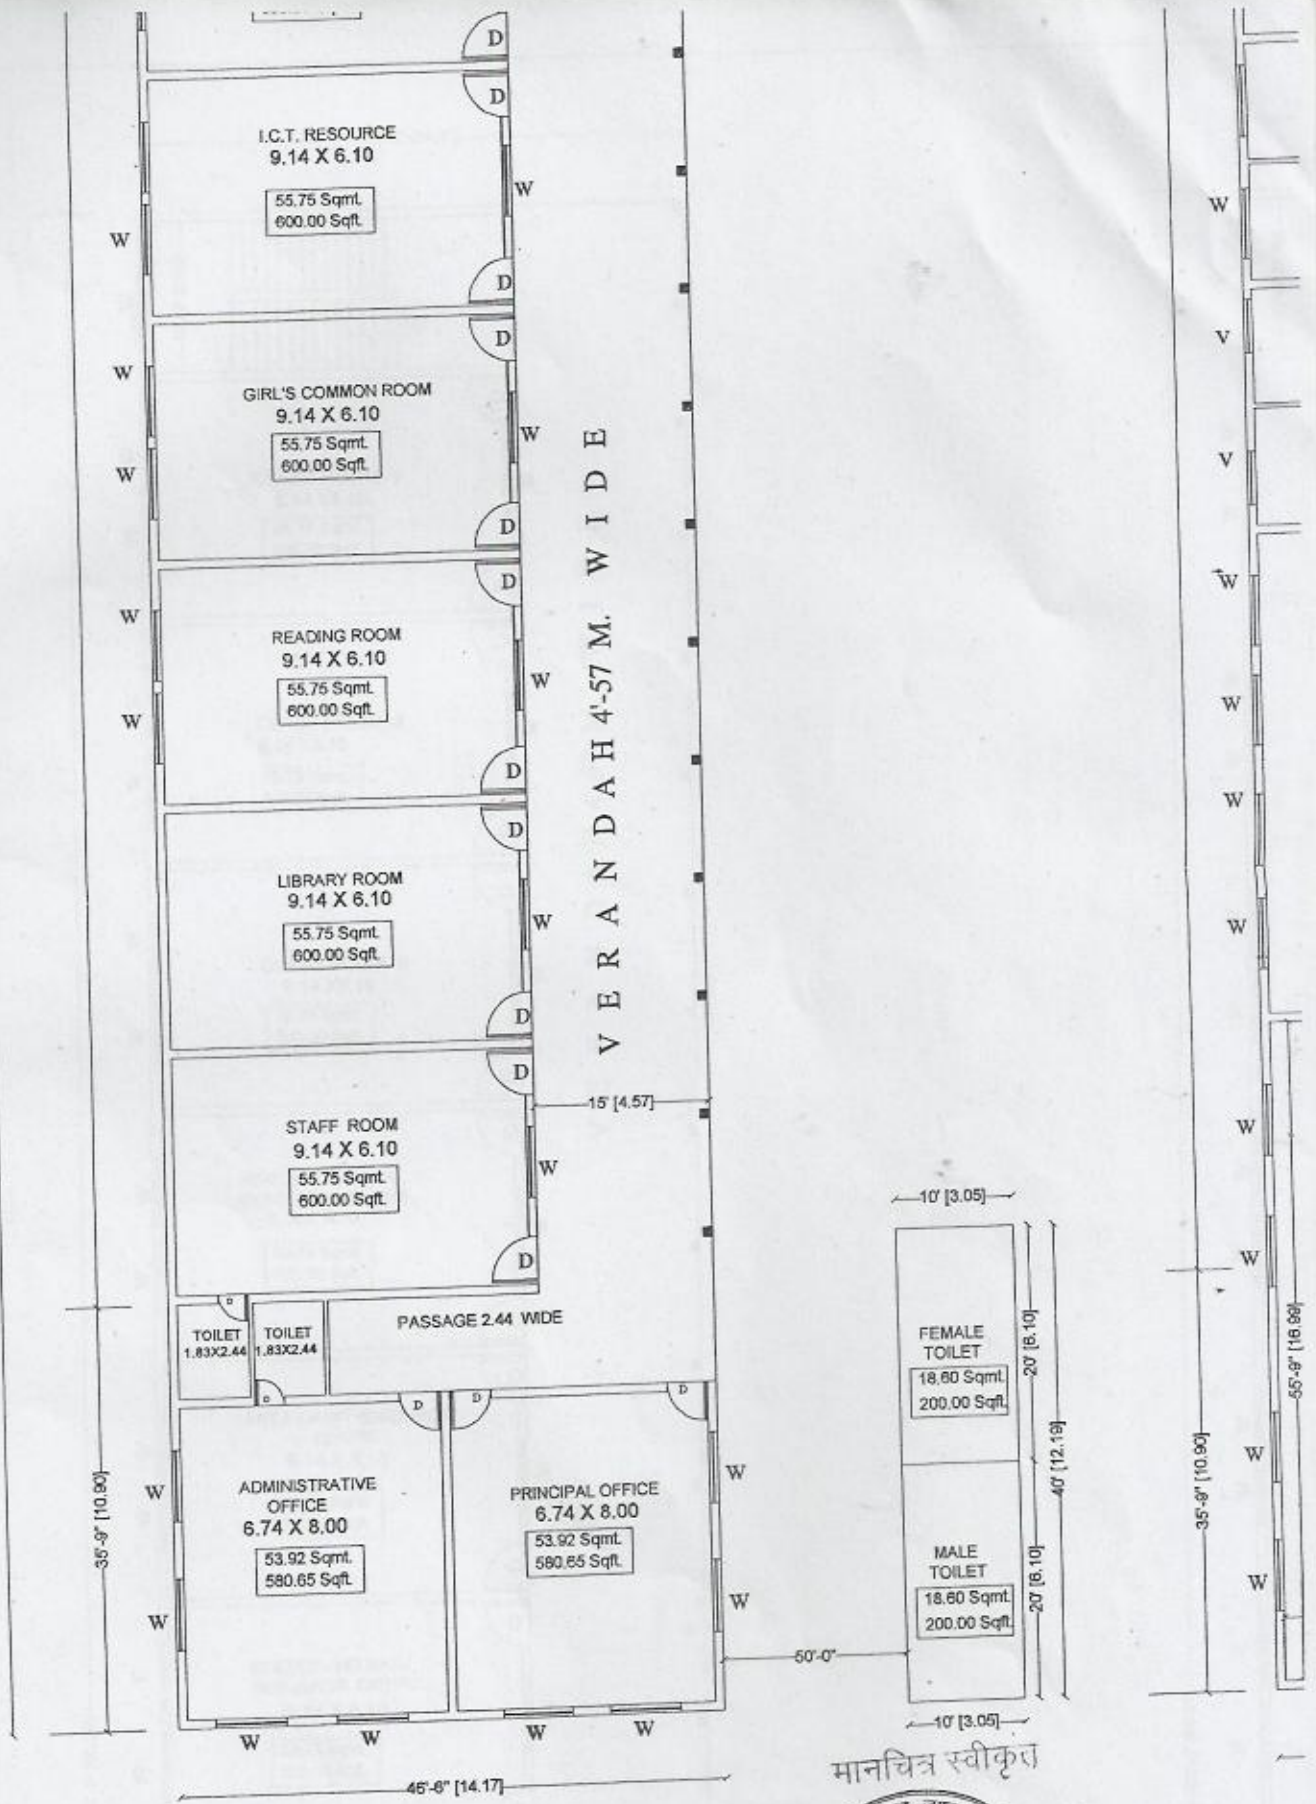 D
D
I.C.T. RESOURCE
9.14 X 6.10
55.75 Sqmt.
600.00 Sqft.
W
W
D
D
GIRL'S COMMON ROOM
9.14 X 6.10
55.75 Sqmt.
600.00 Sqft.
W
W
W
D
D
READING ROOM
9.14 X 6.10
55.75 Sqmt.
600.00 Sqft.
W
W
W
D
D
LIBRARY ROOM
9.14 X 6.10
55.75 Sqmt.
600.00 Sqft.
W
D
D
STAFF ROOM
9.14 X 6.10
55.75 Sqmt.
600.00 Sqft.
W
D
VERANDAH 4'-57 M. WIDE
15' [4.57]
D
TOILET
1.83X2.44
TOILET
1.83X2.44
D
PASSAGE 2.44 WIDE
D
D
D
ADMINISTRATIVE
OFFICE
6.74 X 8.00
53.92 Sqmt.
580.65 Sqft.
W
W
W
W
PRINCIPAL OFFICE
6.74 X 8.00
53.92 Sqmt.
580.65 Sqft.
W
W
W
W
35'-9" [10.90]
46'-6" [14.17]
50'-0"
10' [3.05]
FEMALE
TOILET
18.60 Sqmt.
200.00 Sqft.
20' [6.10]
MALE
TOILET
18.60 Sqmt.
200.00 Sqft.
20' [6.10]
40' [12.19]
10' [3.05]
मानचित्र स्वीकृत
W
V
V
W
W
W
W
W
W
W
W
35'-9" [10.90]
55'-9" [16.99]